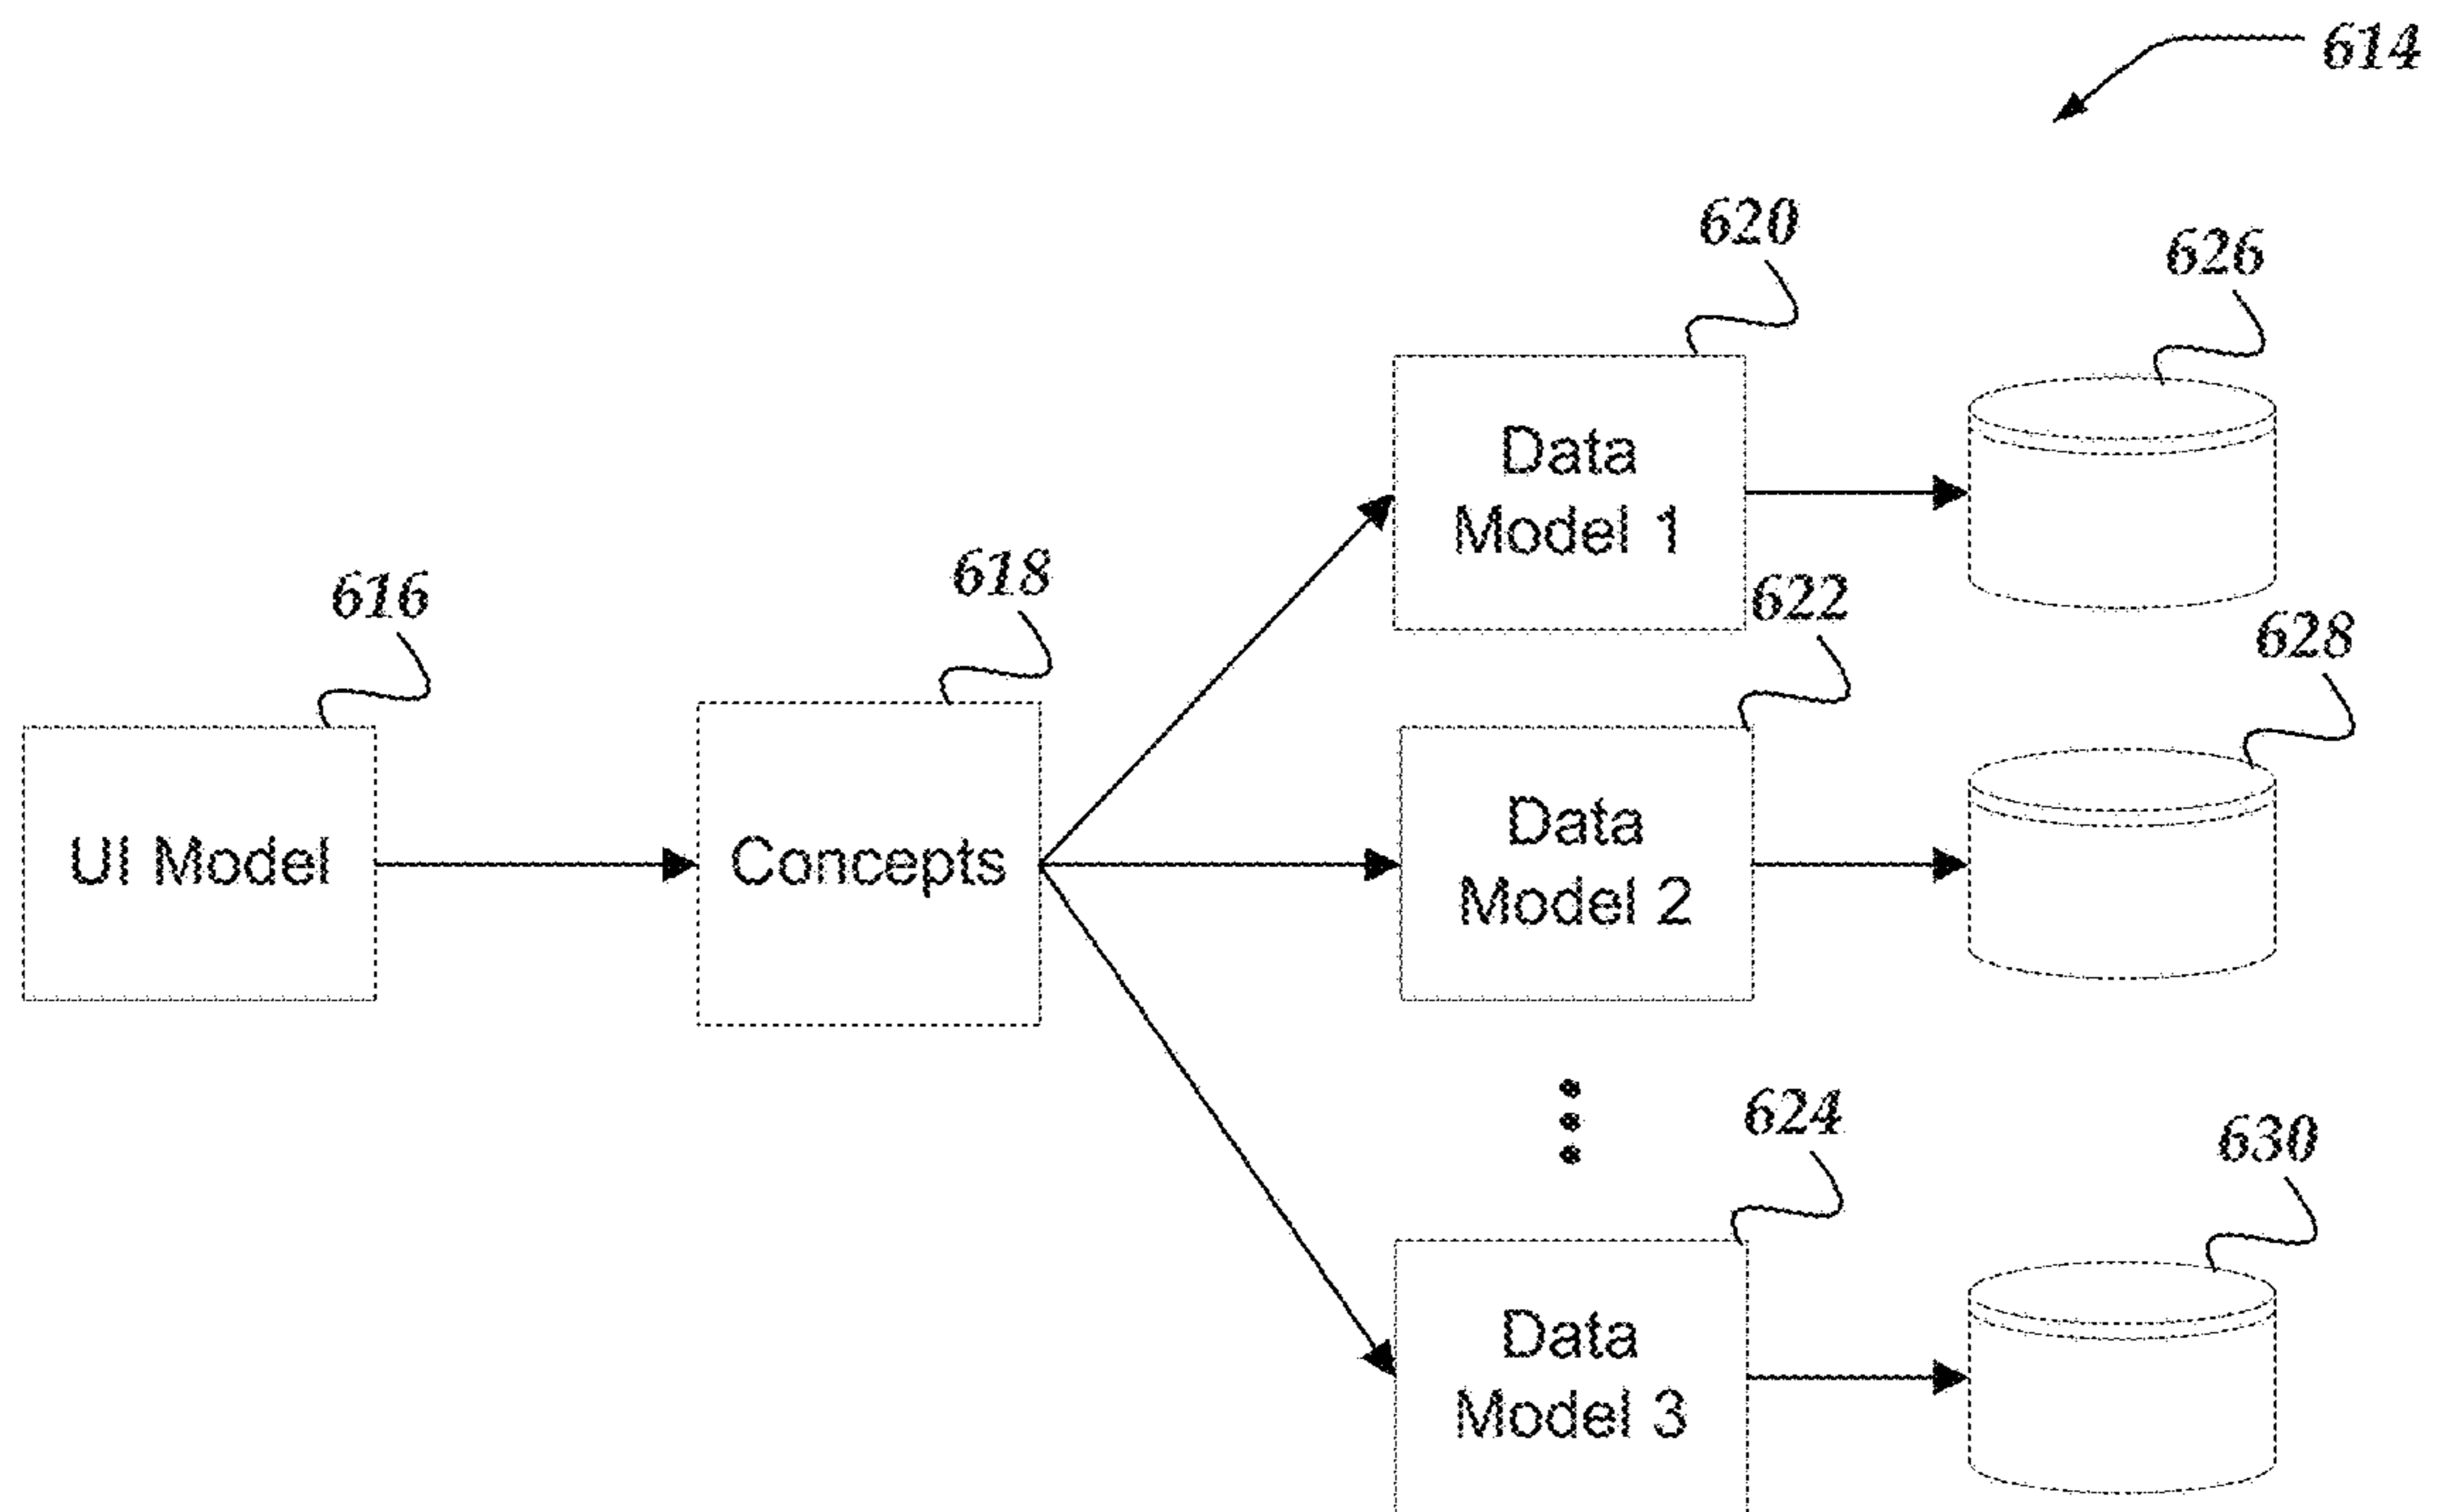 614
620
626
Data
Model 1
616
618
622
628
UI Model
Concepts
Data
Model 2
624
630
Data
Model 3